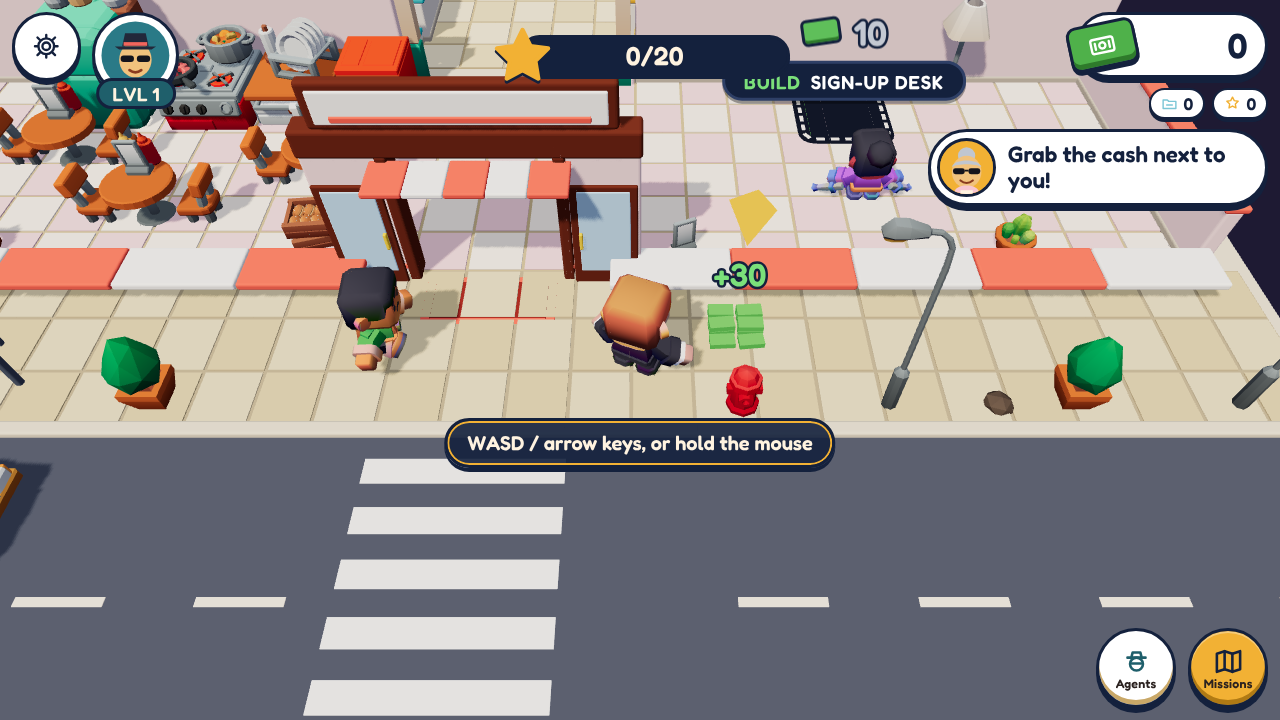 LVL 1
0/20
10
BUILD SIGN-UP DESK
0
0
0
Grab the cash next to
you!
+30
WASD / arrow keys, or hold the mouse
Agents
Missions